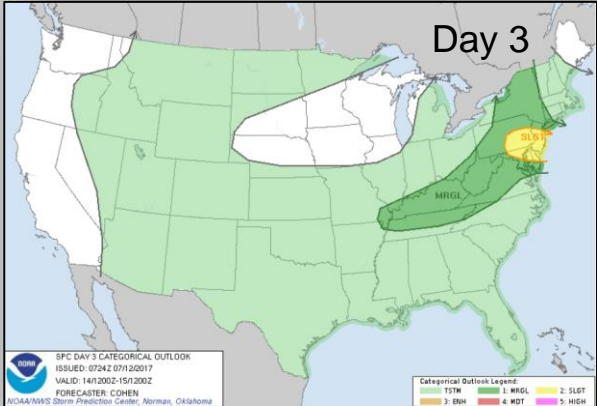 Day 3
SLGT
MRGL
NOAA
SPC DAY 3 CATEGORICAL OUTLOOK
ISSUED: 0724Z 07/12/2017
VALID: 14/1200Z-15/1200Z
FORECASTER: COHEN
NOAA/NWS Storm Prediction Center, Norman, Oklahoma
Categorical Outlook Legend:
TSTM 1: MRGL 2: SLGT
3: ENH 4: MDT 5: HIGH